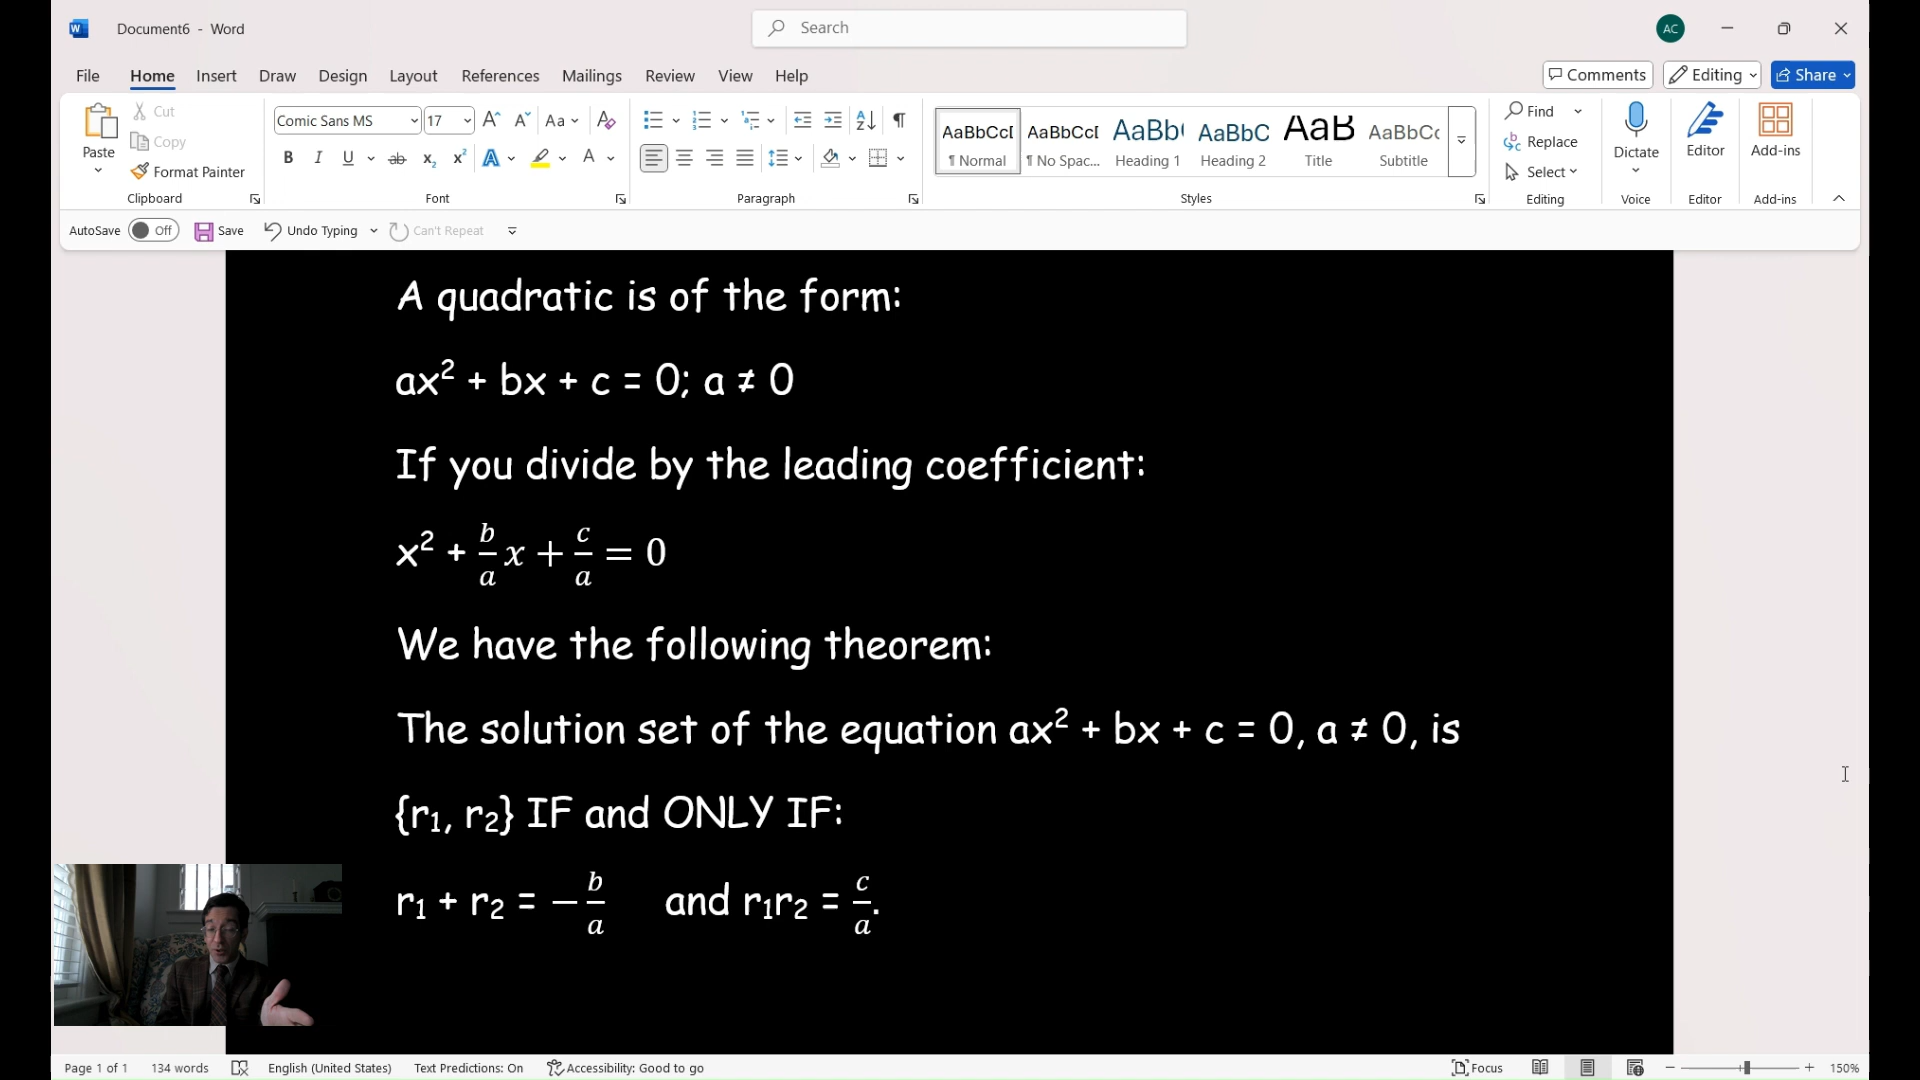 Document6 - Word
Search
AC
File Home Insert Draw Design Layout References Mailings Review View Help
Comments Editing Share
Paste
Cut
Copy
Format Painter
Clipboard
Comic Sans MS 17
Font
Paragraph
AaBbCcI AaBbCcI AaBb( AaBbC AaB AaBbCc
¶ Normal ¶ No Spac... Heading 1 Heading 2 Title Subtitle
Styles
Find
Replace
Select
Editing
Dictate
Voice
Editor
Editor
Add-ins
Add-ins
AutoSave Off Save Undo Typing Can't Repeat
A quadratic is of the form:
ax² + bx + c = 0; a ≠ 0
If you divide by the leading coefficient:
x² + b/a x + c/a = 0
We have the following theorem:
The solution set of the equation ax² + bx + c = 0, a ≠ 0, is
{r₁, r₂} IF and ONLY IF:
r₁ + r₂ = − b/a and r₁r₂ = c/a.
Page 1 of 1 134 words English (United States) Text Predictions: On Accessibility: Good to go Focus 150%